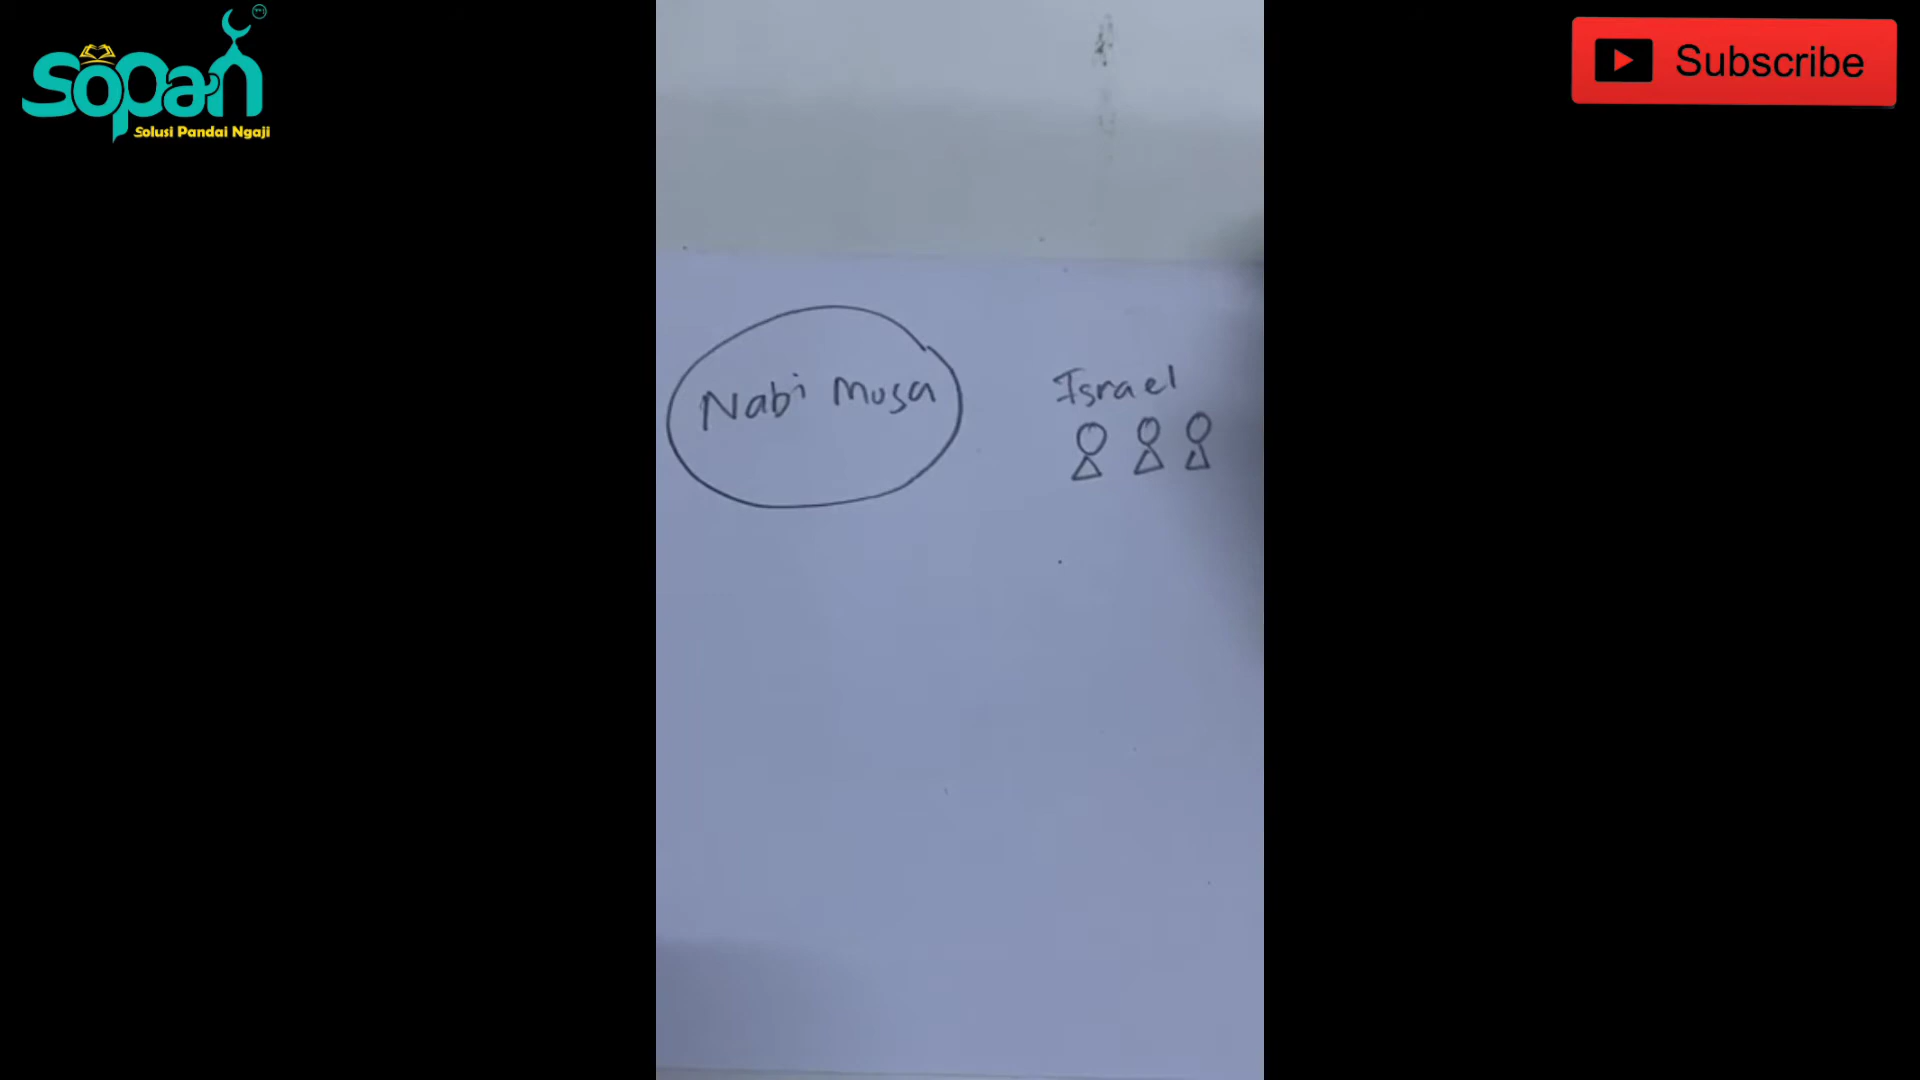 Sopan
Solusi Pandai Ngaji
Subscribe
Nabi Musa
Israel